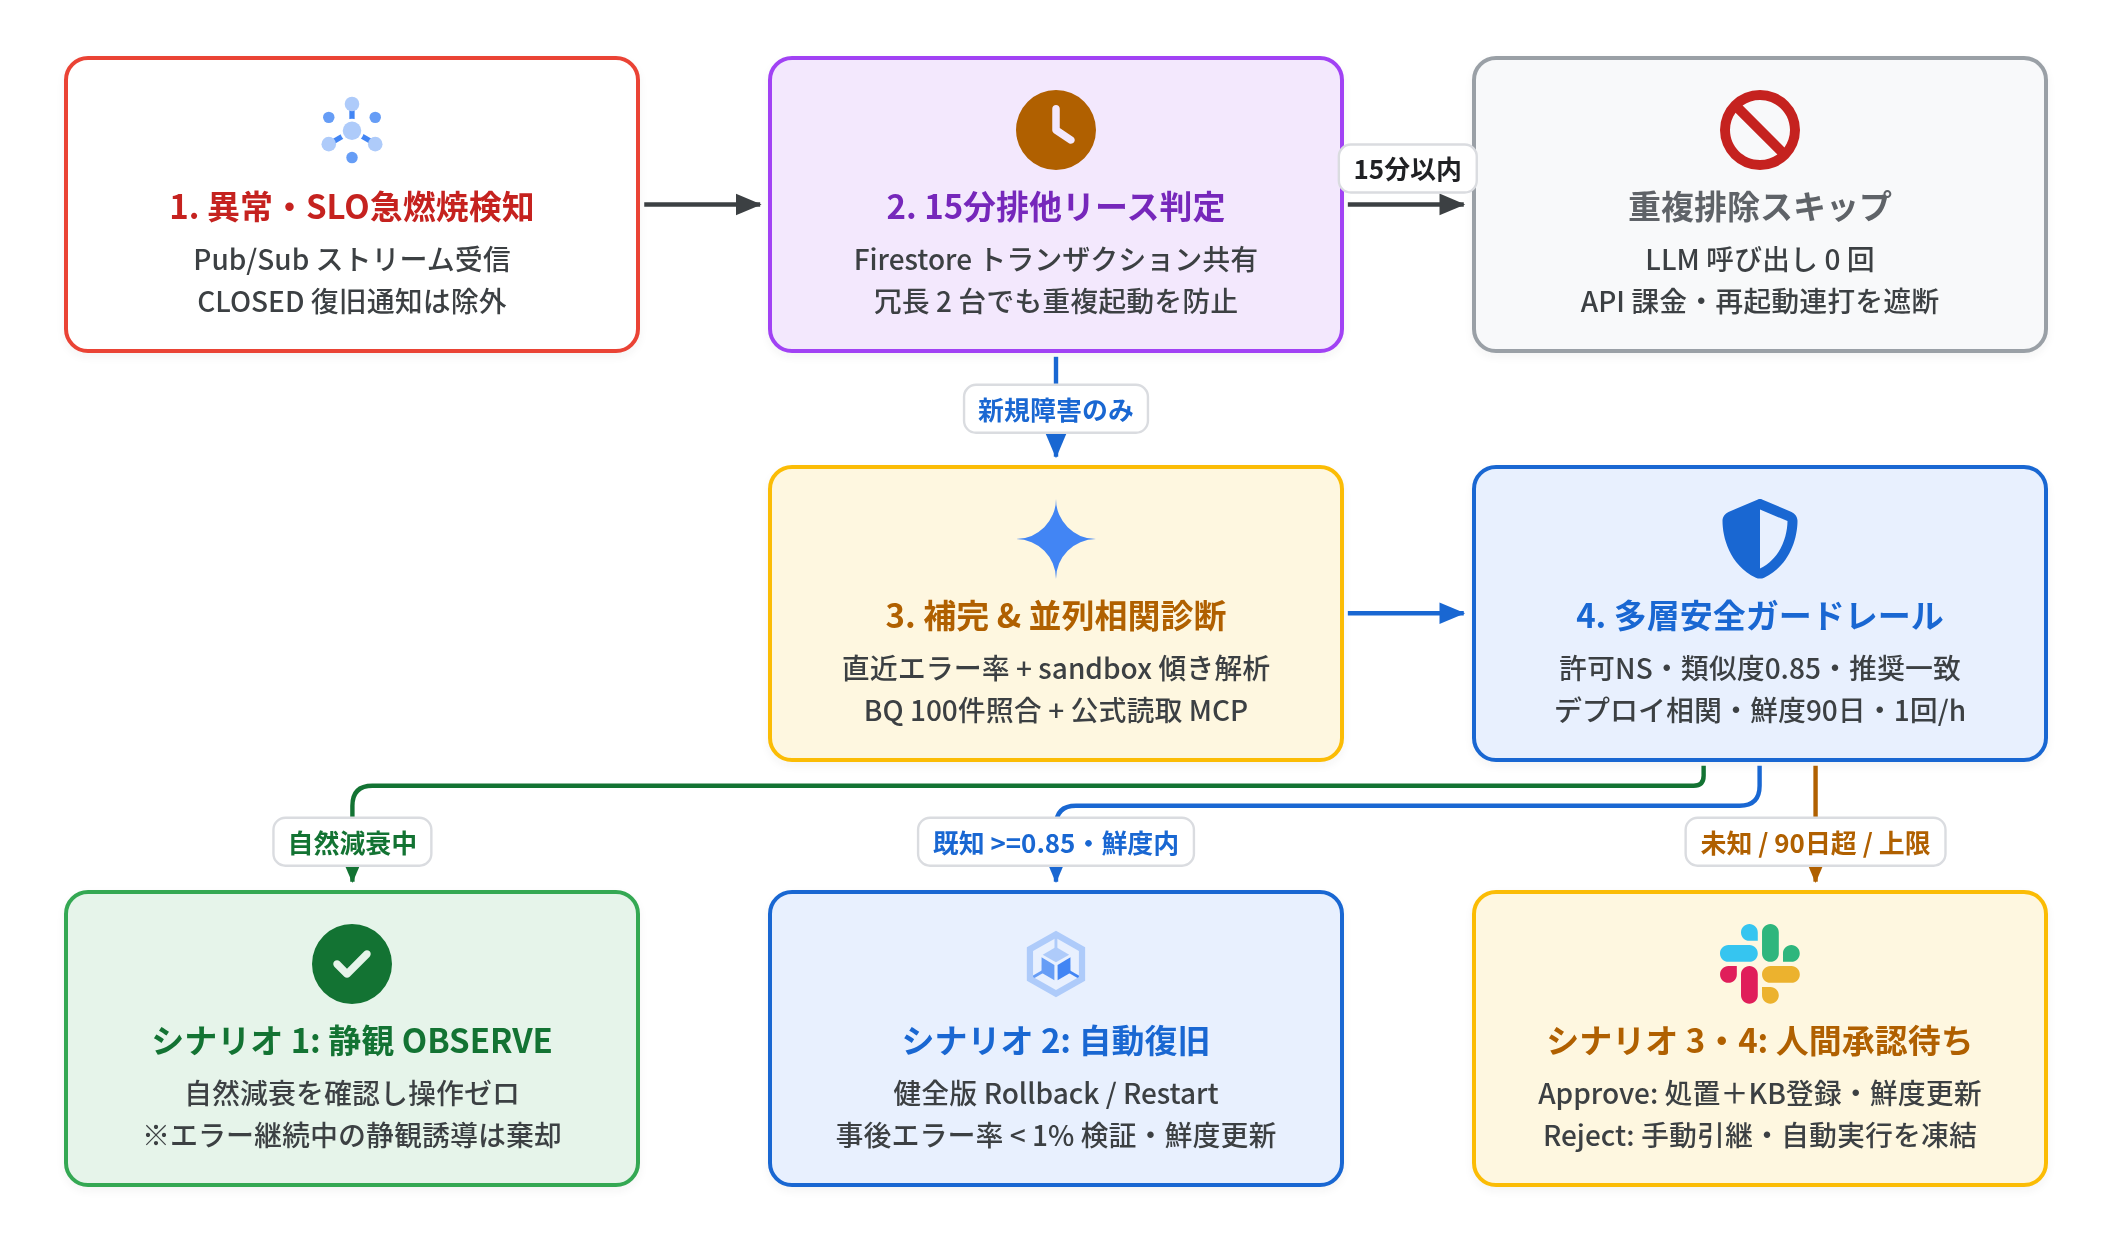 1. 異常・SLO急燃焼検知
Pub/Sub ストリーム受信
CLOSED 復旧通知は除外
2. 15分排他リース判定
Firestore トランザクション共有
冗長 2 台でも重複起動を防止
15分以内
重複排除スキップ
LLM 呼び出し 0 回
API 課金・再起動連打を遮断
新規障害のみ
3. 補完 & 並列相関診断
直近エラー率 + sandbox 傾き解析
BQ 100件照合 + 公式読取 MCP
4. 多層安全ガードレール
許可NS・類似度0.85・推奨一致
デプロイ相関・鮮度90日・1回/h
自然減衰中
既知 >=0.85・鮮度内
未知 / 90日超 / 上限
シナリオ 1: 静観 OBSERVE
自然減衰を確認し操作ゼロ
※エラー継続中の静観誘導は棄却
シナリオ 2: 自動復旧
健全版 Rollback / Restart
事後エラー率 < 1% 検証・鮮度更新
シナリオ 3・4: 人間承認待ち
Approve: 処置＋KB登録・鮮度更新
Reject: 手動引継・自動実行を凍結